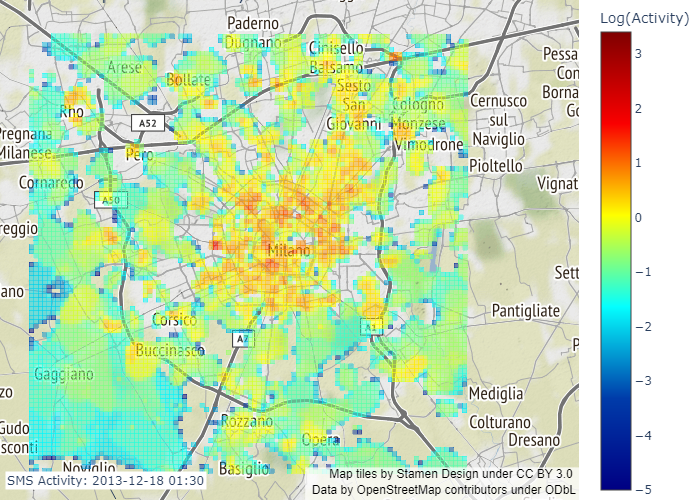 Paderno
Dugnano
Cinisello
Balsamo
Log(Activity)
Pessa
Con
Borna
Go
Arese
Bollate
Sesto
San
Giovanni
Cologno
Monzese
Cernusco
sul
Naviglio
Rho
A52
Pregnana
Milanese
Pero
Vimodrone
Pioltello
Cornaredo
Vignat
A50
reggio
Milano
Sett
ano
Pantigliate
Corsico
A7
A1
Buccinasco
P
Gaggiano
zo
Mediglia
Rozzano
Colturano
Gudo
sconti
Opera
Dresano
Noviglio
Basiglio
SMS Activity: 2013-12-18 01:30
Map tiles by Stamen Design under CC BY 3.0
Data by OpenStreetMap contributors under ODbL
3
2
1
0
−1
−2
−3
−4
−5